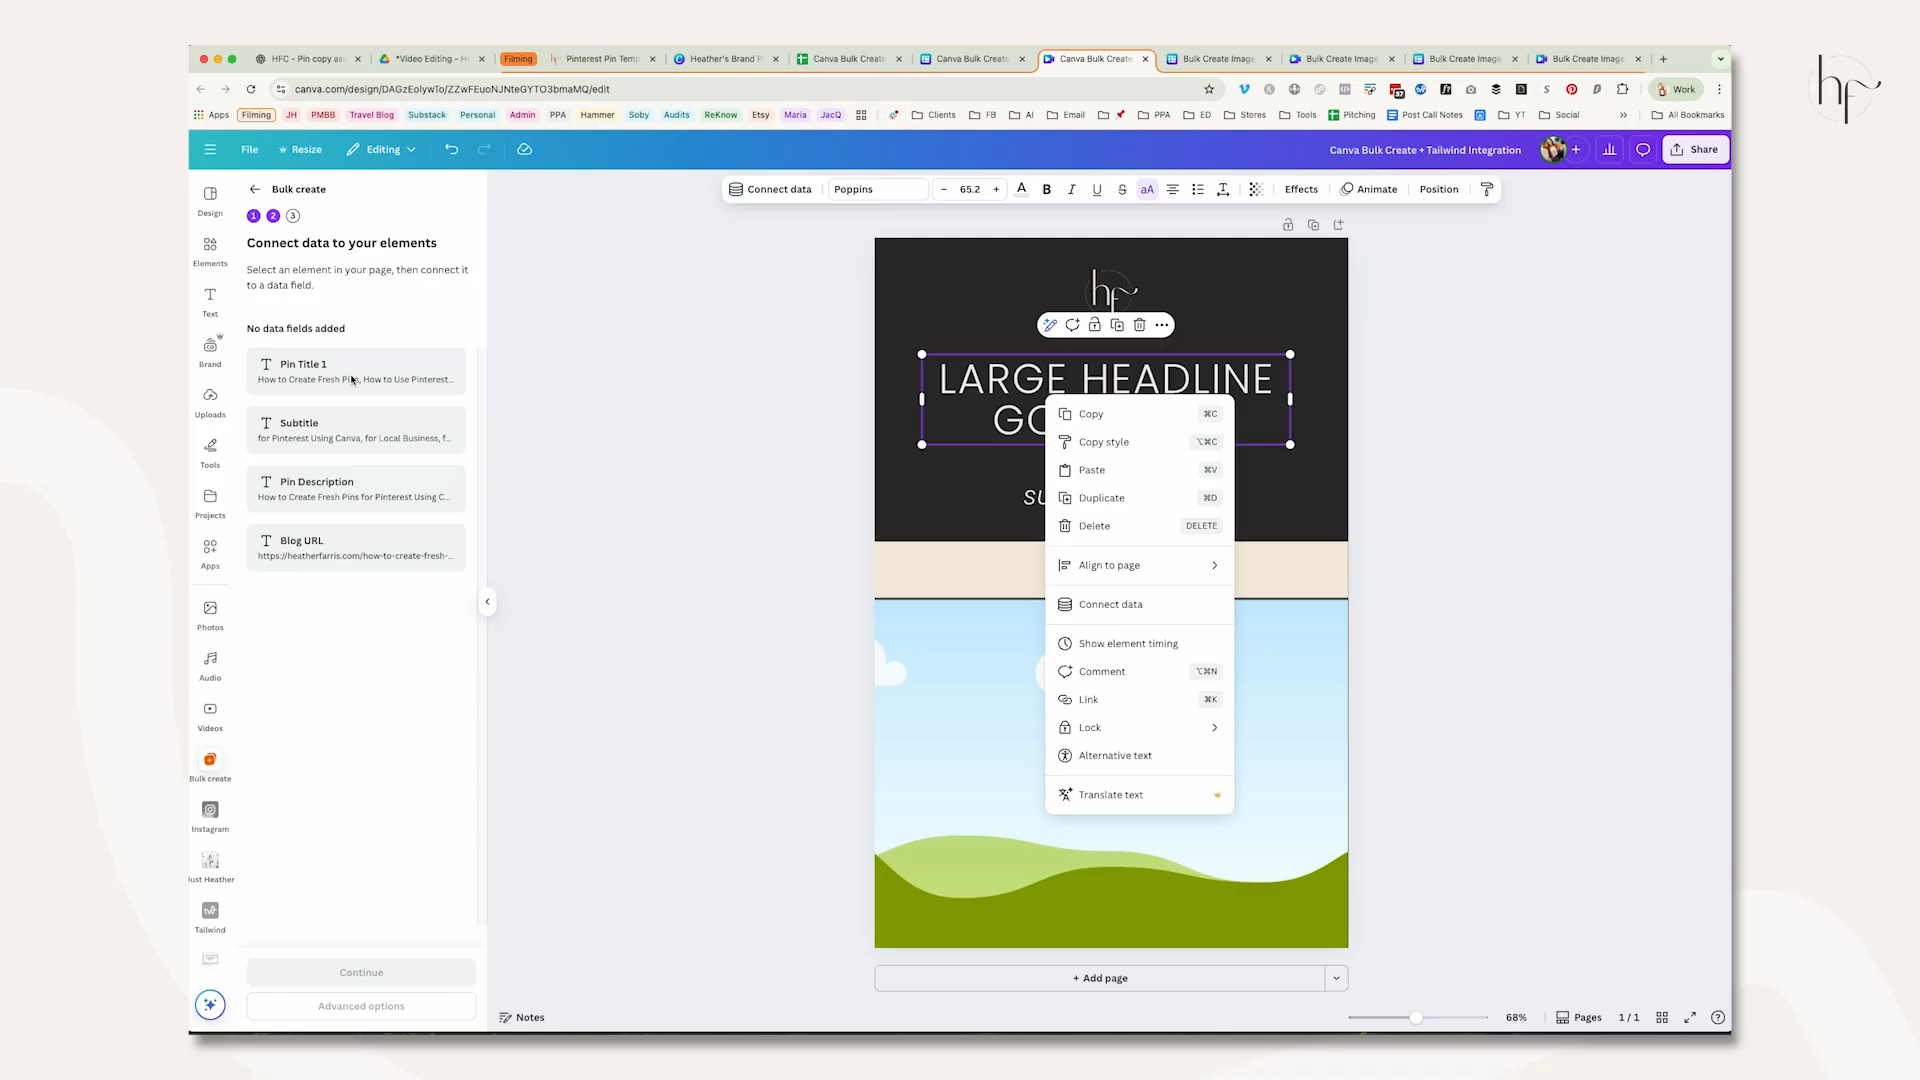 HFC - Pin copy as
*Video Editing - H
Filming
Pinterest Pin Temp
Heather's Brand P
Canva Bulk Create
Canva Bulk Create
Canva Bulk Create
Bulk Create Image
Bulk Create Image
Bulk Create Image
Bulk Create Image
canva.com/design/DAGzEolywTo/ZZwFEuoNJNteGYTO3bmaMQ/edit
Work
Apps
Filming
JH
PMBB
Travel Blog
Substack
Personal
Admin
PPA
Hammer
Soby
Audits
ReKnow
Etsy
Maria
JacQ
Clients
FB
AI
Email
PPA
ED
Stores
Tools
Pitching
Post Call Notes
YT
Social
All Bookmarks
File
Resize
Editing
Canva Bulk Create + Tailwind Integration
Share
Design
Elements
Text
Brand
Uploads
Tools
Projects
Apps
Photos
Audio
Videos
Bulk create
Instagram
Just Heather
Tailwind
Bulk create
1 2 3
Connect data to your elements
Select an element in your page, then connect it
to a data field.
No data fields added
Pin Title 1
How to Create Fresh Pins, How to Use Pinterest...
Subtitle
for Pinterest Using Canva, for Local Business, f...
Pin Description
How to Create Fresh Pins for Pinterest Using C...
Blog URL
https://heatherfarris.com/how-to-create-fresh-...
Continue
Advanced options
Connect data
Poppins
− 65.2 +
A B I U S aA
Effects
Animate
Position
hf
LARGE HEADLINE
GO
SU
Copy ⌘C
Copy style ⌥⌘C
Paste ⌘V
Duplicate ⌘D
Delete DELETE
Align to page
Connect data
Show element timing
Comment ⌥⌘N
Link ⌘K
Lock
Alternative text
Translate text
+ Add page
Notes
68%
Pages
1 / 1
hf